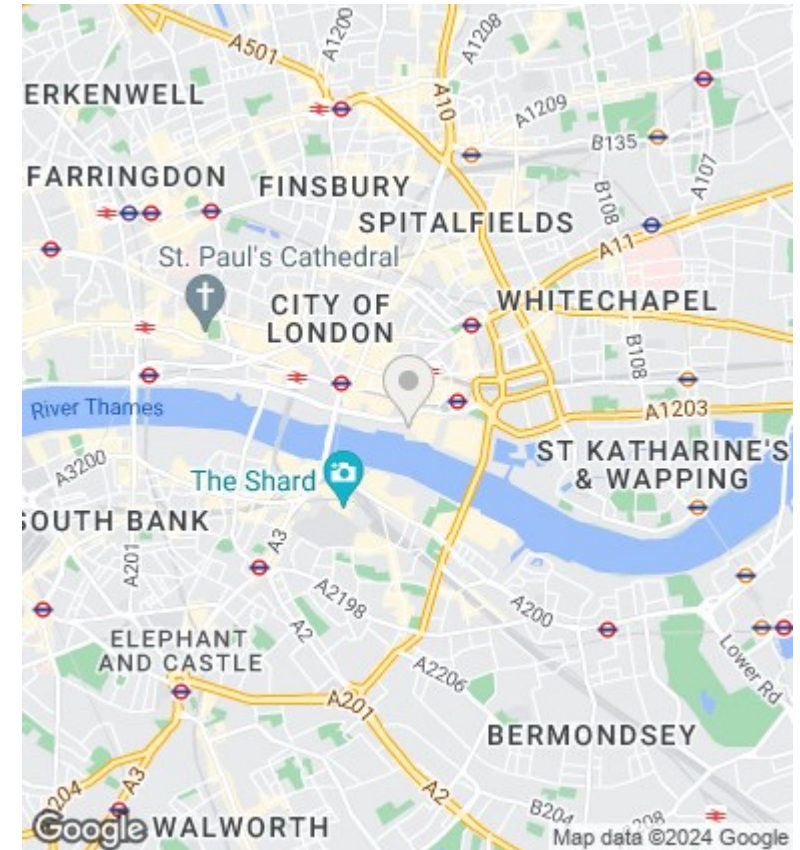 A501
A1200
A1208
A10
ERKENWELL
A1209
B135
A107
FARRINGDON
FINSBURY
B108
SPITALFIELDS
A11
St. Paul's Cathedral
CITY OF
LONDON
WHITECHAPEL
B108
River Thames
A1203
A3200
The Shard
ST KATHARINE'S
& WAPPING
SOUTH BANK
A3
A201
A2198
A200
A2
ELEPHANT
AND CASTLE
Lower Rd
A2206
A201
BERMONDSEY
A3
A2
204
B204
208
Google
WALWORTH
Map data ©2024 Google